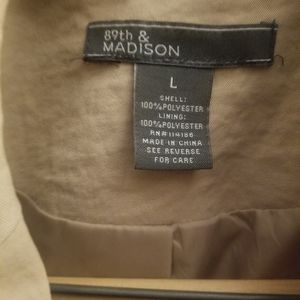 89th &
MADISON
L
SHELL:
100%POLYESTER
LINING:
100%POLYESTER
RN#114186
MADE IN CHINA
SEE REVERSE
FOR CARE